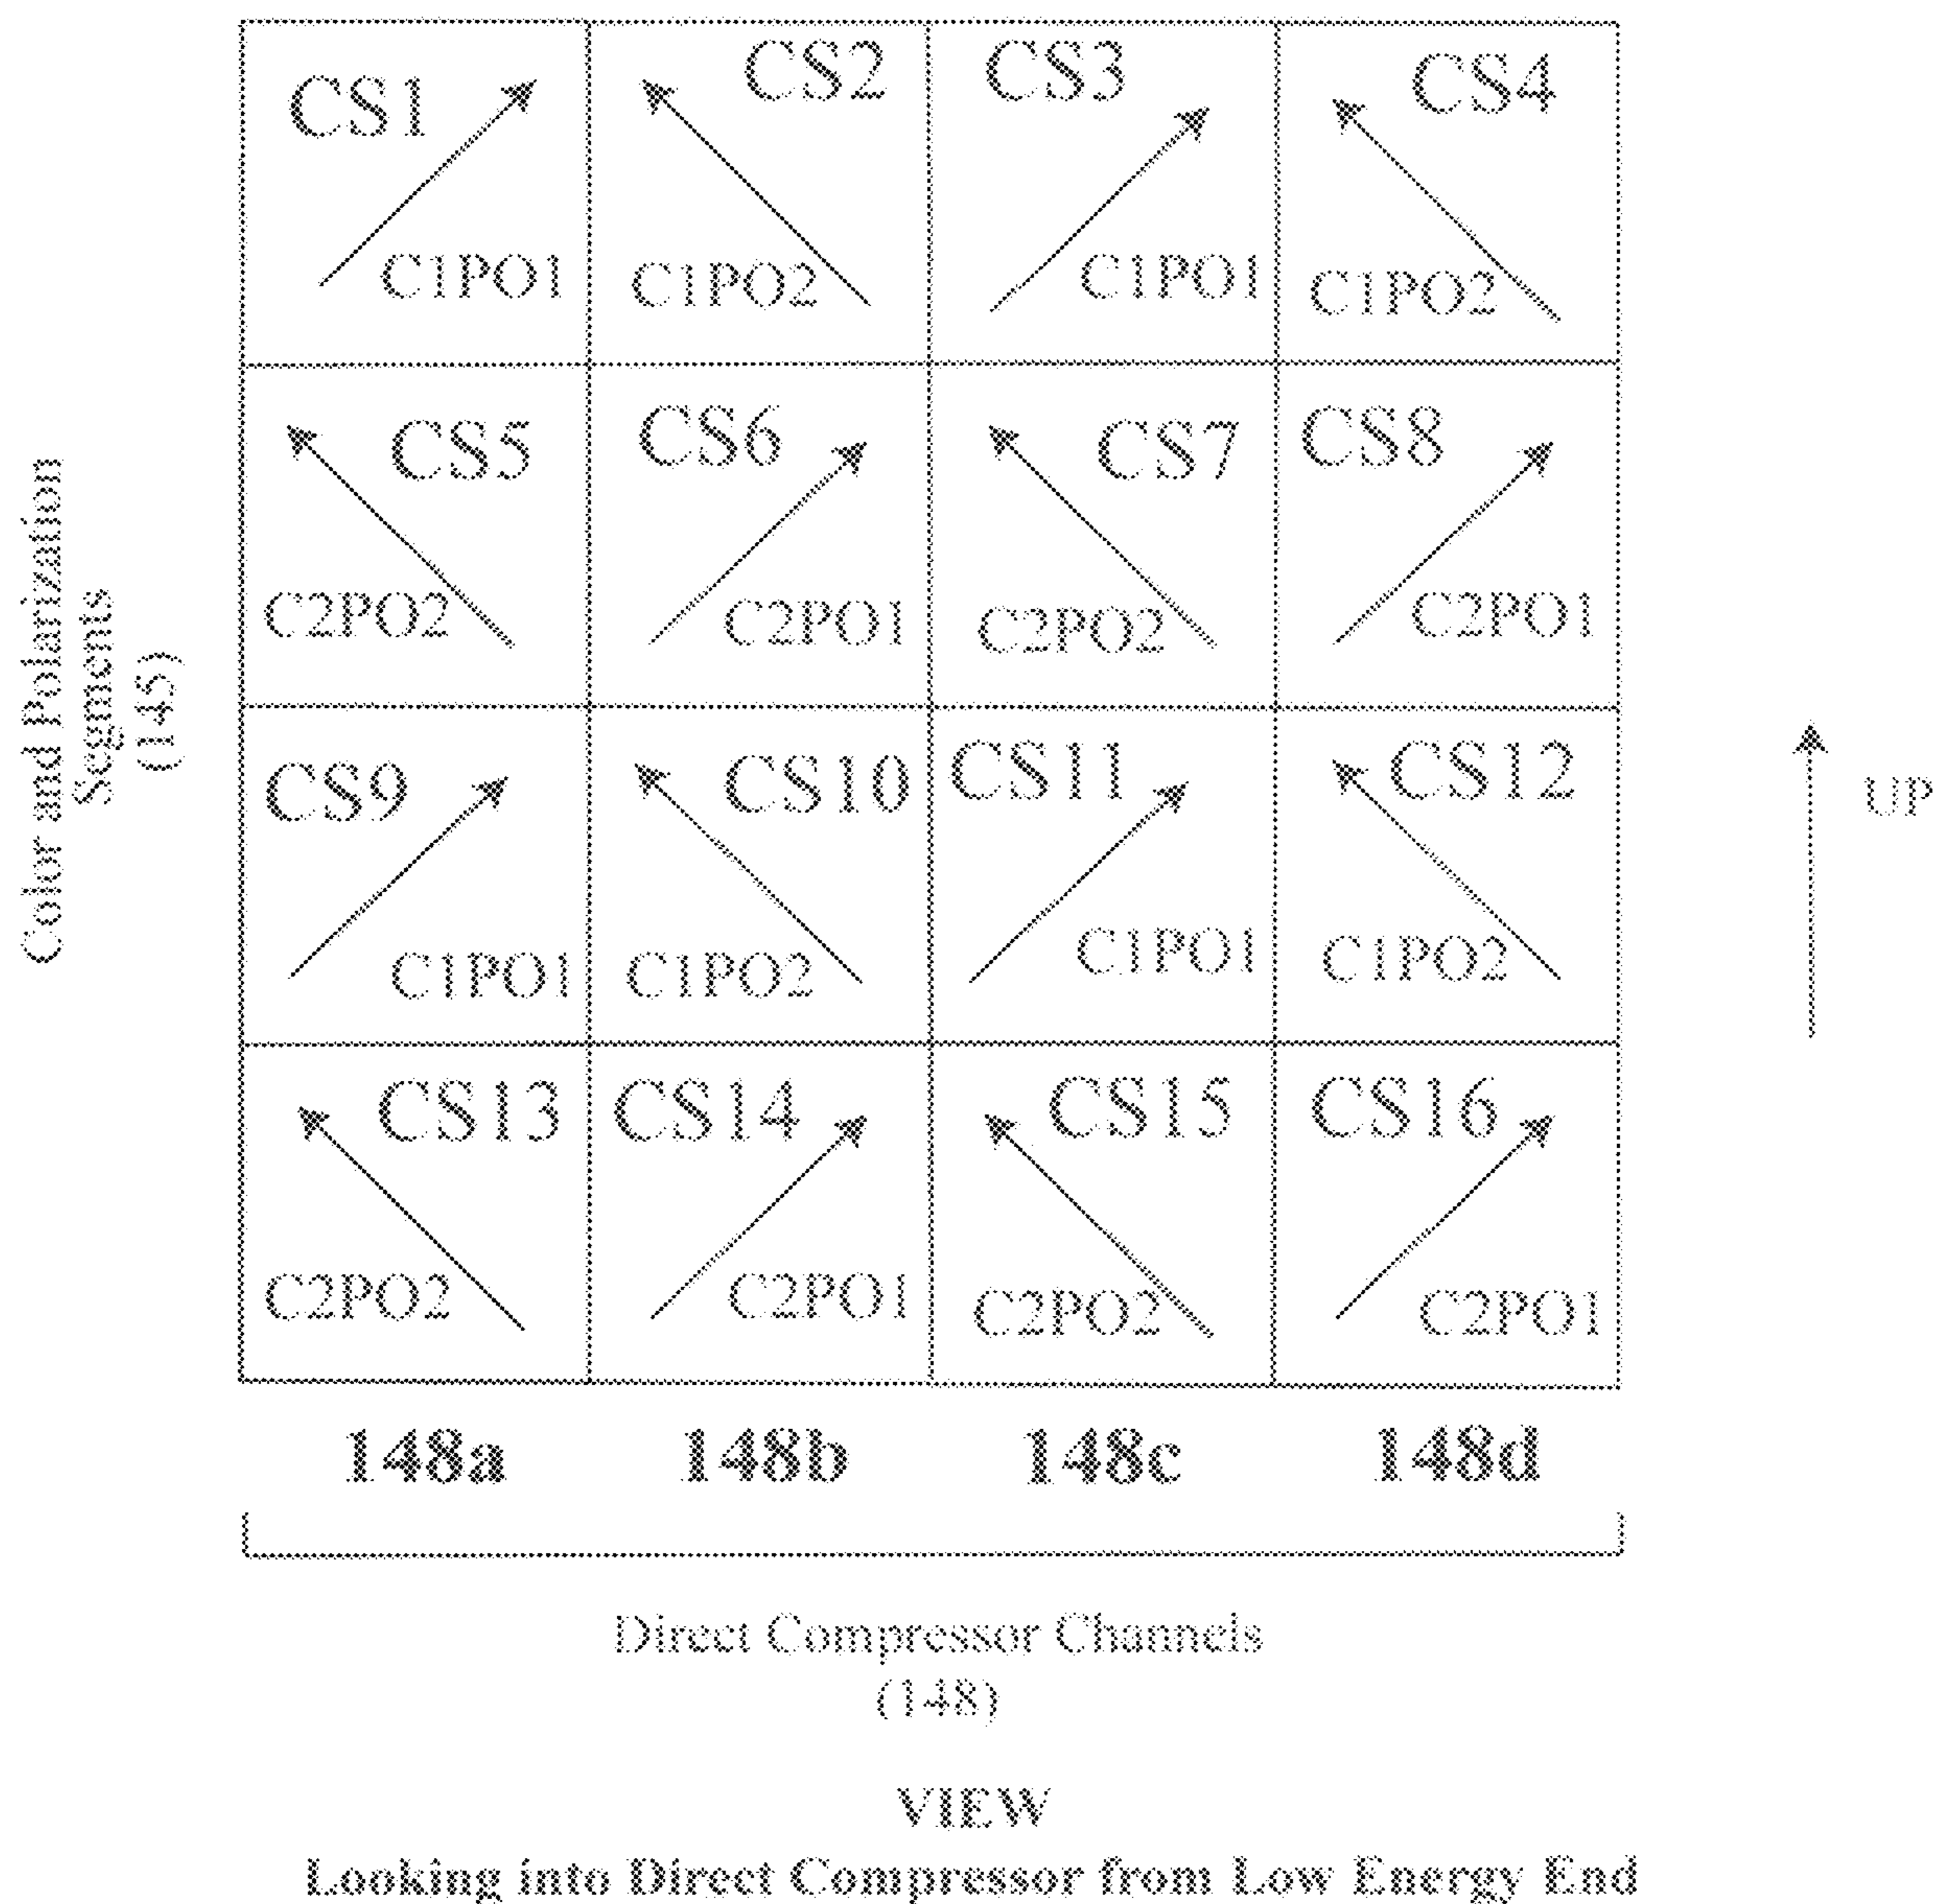 CS1
CS2
CS3
CS4
C1PO1
C1PO2
C1PO1
C1PO2
CS5
CS6
CS7
CS8
C2PO2
C2PO1
C2PO2
C2PO1
CS9
CS10
CS11
CS12
C1PO1
C1PO2
C1PO1
C1PO2
CS13
CS14
CS15
CS16
C2PO2
C2PO1
C2PO2
C2PO1
Color and Polarization
Segments
(145)
UP
148a
148b
148c
148d
Direct Compressor Channels
(148)
VIEW
Looking into Direct Compressor from Low Energy End